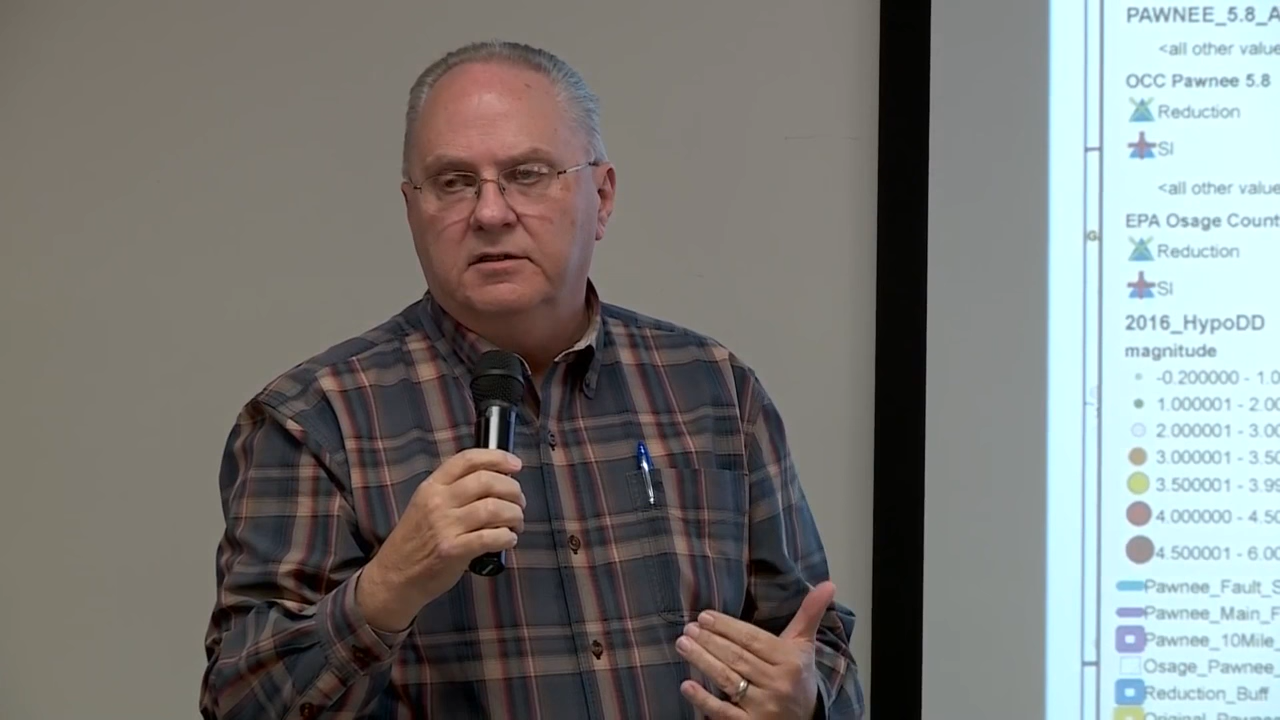 PAWNEE_5.8_A
<all other value
OCC Pawnee 5.8
Reduction
SI
<all other value
EPA Osage Count
Reduction
SI
2016_HypoDD
magnitude
-0.200000 - 1.0
1.000001 - 2.00
2.000001 - 3.00
3.000001 - 3.50
3.500001 - 3.99
4.000000 - 4.50
4.500001 - 6.00
Pawnee_Fault_S
Pawnee_Main_F
Pawnee_10Mile_
Osage_Pawnee_
Reduction_Buff
Original_Pawnee